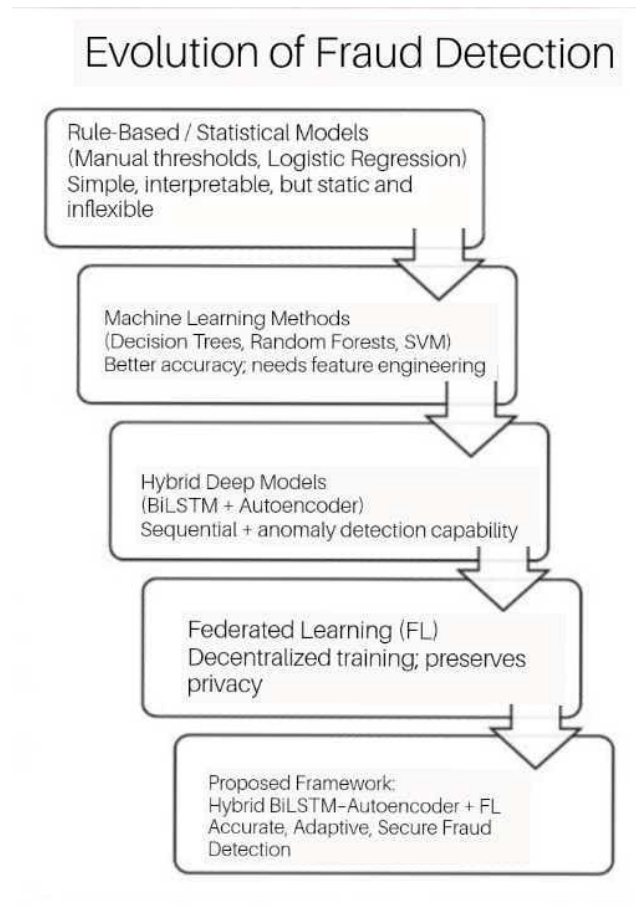 Evolution of Fraud Detection
Rule-Based / Statistical Models
(Manual thresholds, Logistic Regression)
Simple, interpretable, but static and
inflexible
Machine Learning Methods
(Decision Trees, Random Forests, SVM)
Better accuracy; needs feature engineering
Hybrid Deep Models
(BiLSTM + Autoencoder)
Sequential + anomaly detection capability
Federated Learning (FL)
Decentralized training; preserves
privacy
Proposed Framework:
Hybrid BiLSTM–Autoencoder + FL
Accurate, Adaptive, Secure Fraud
Detection